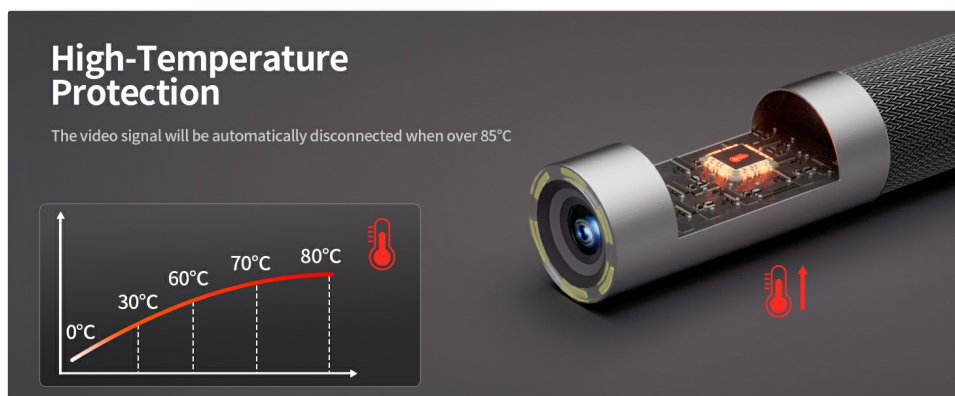 High-Temperature
Protection
The video signal will be automatically disconnected when over 85°C
0°C
30°C
60°C
70°C
80°C